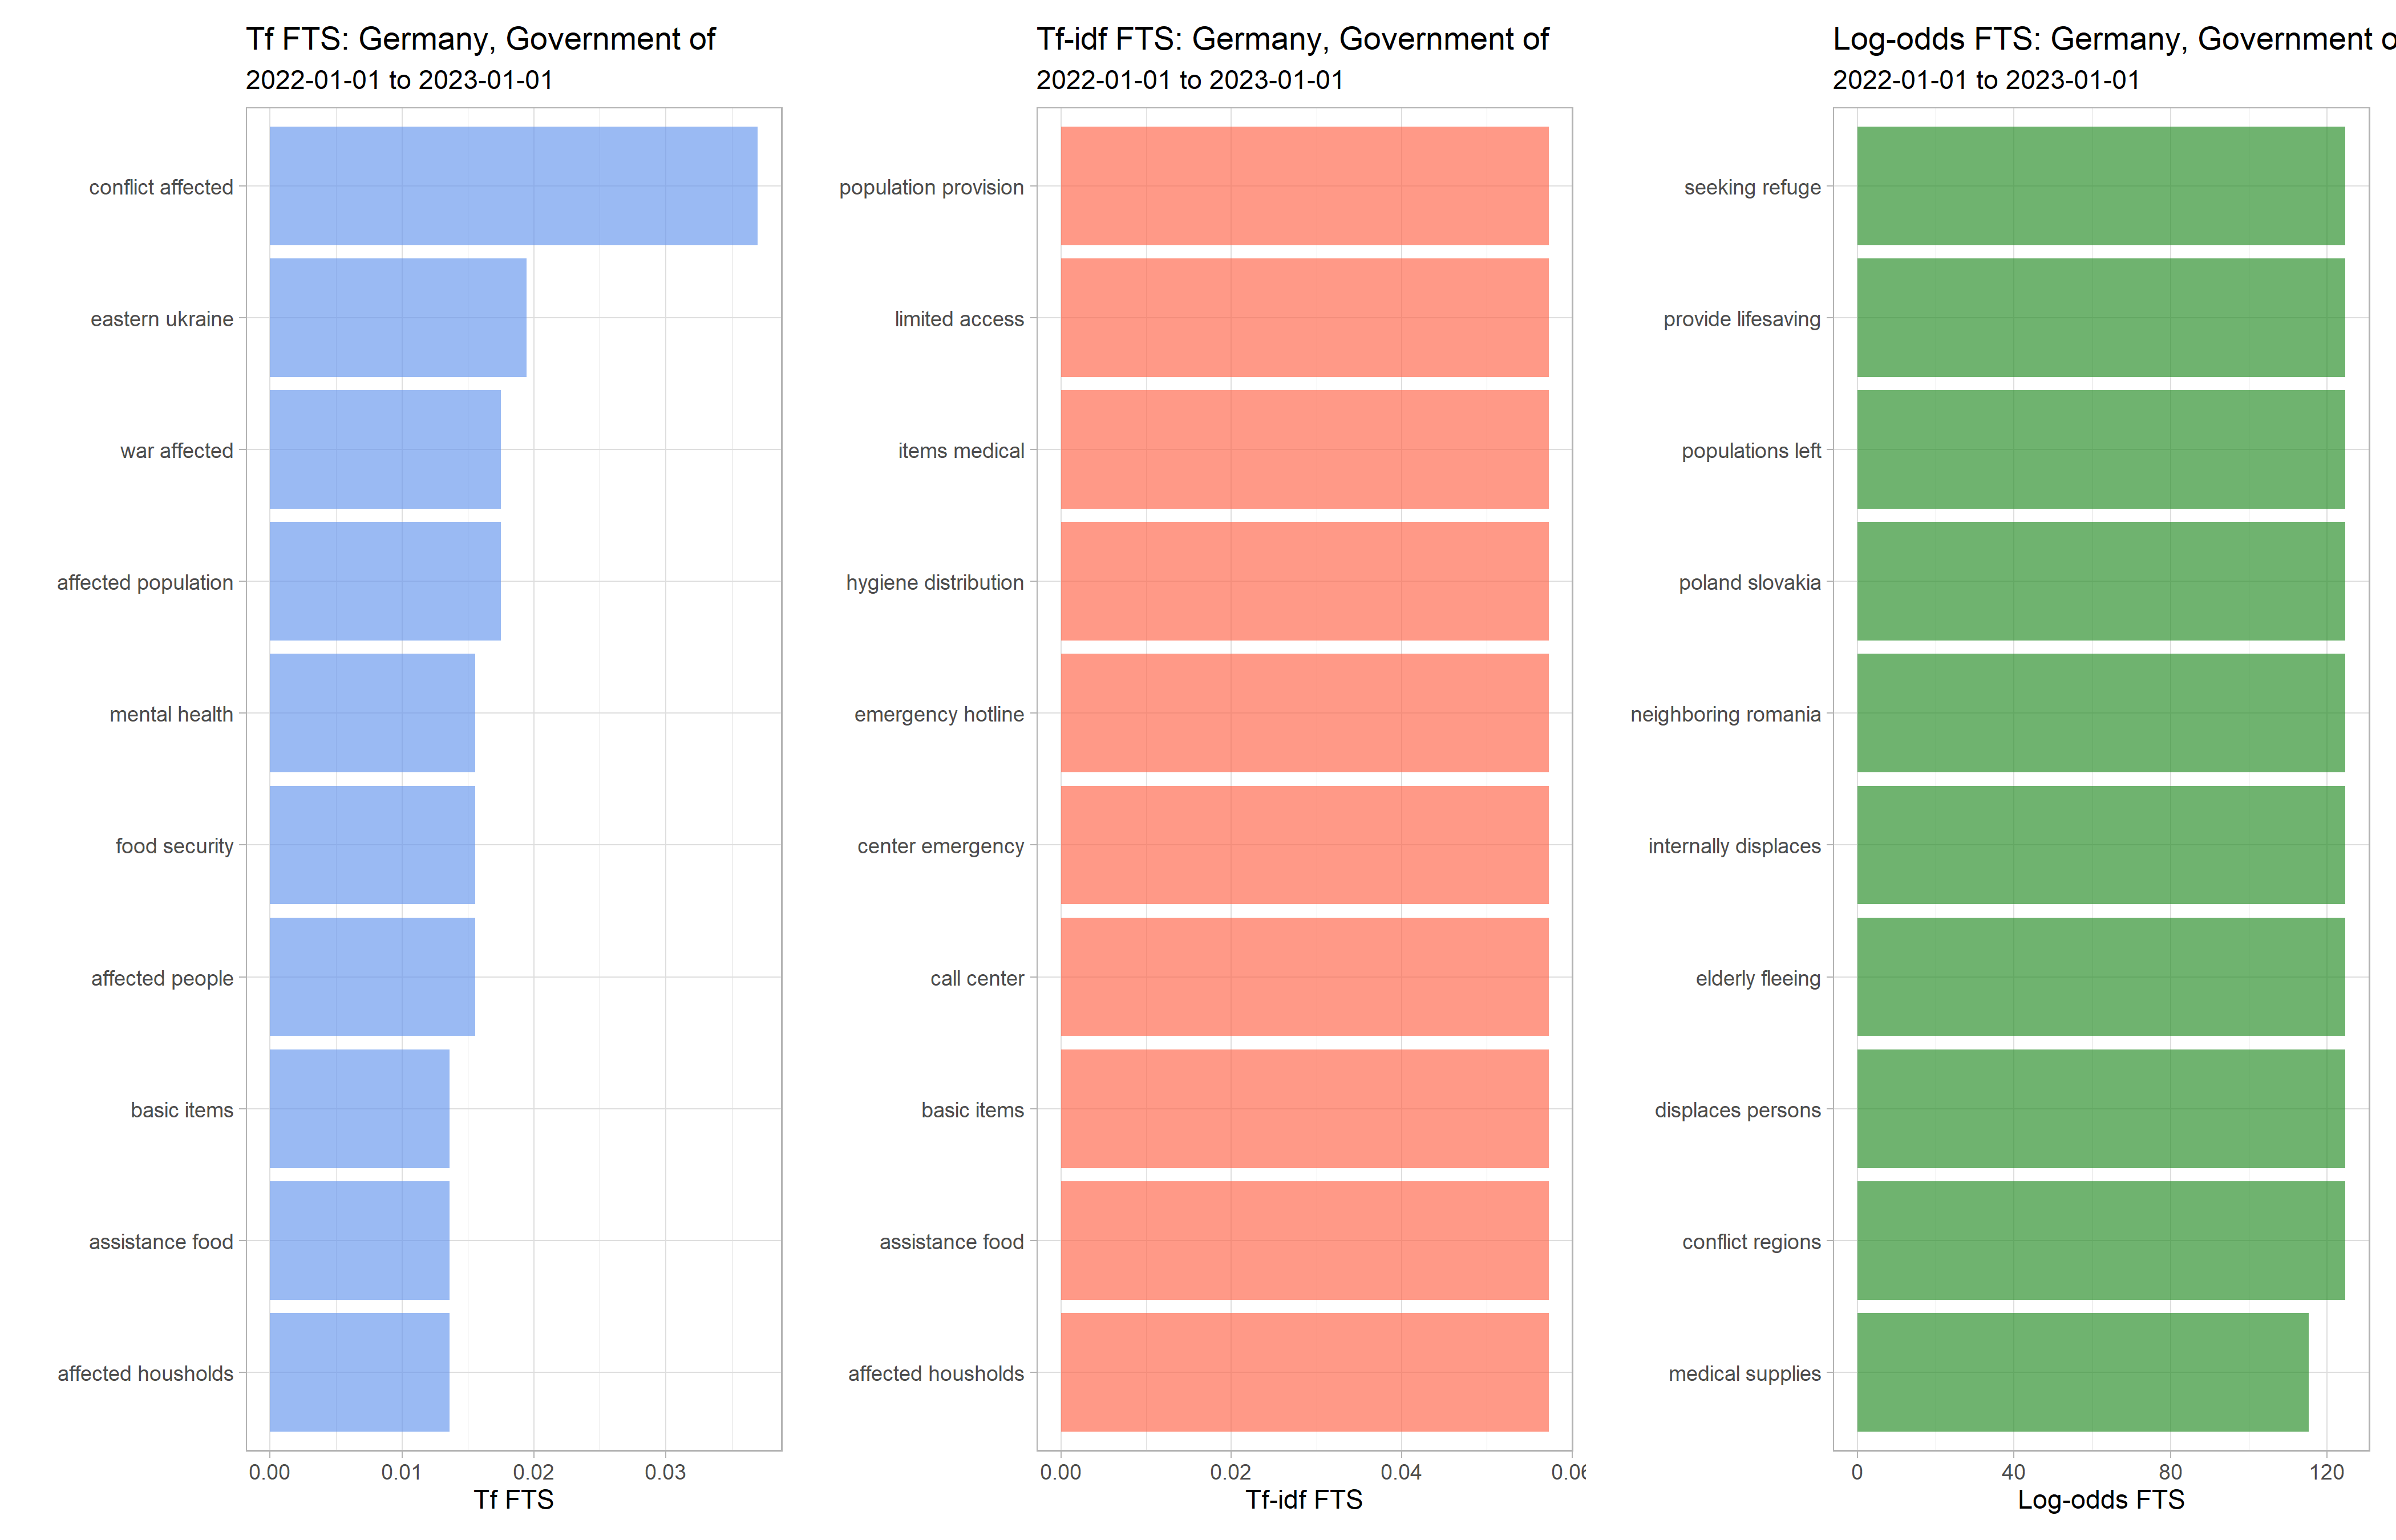 Tf FTS: Germany, Government of
2022-01-01 to 2023-01-01
conflict affected
eastern ukraine
war affected
affected population
mental health
food security
affected people
basic items
assistance food
affected housholds
0.00 0.01 0.02 0.03
Tf FTS
Tf-idf FTS: Germany, Government of
2022-01-01 to 2023-01-01
population provision
limited access
items medical
hygiene distribution
emergency hotline
center emergency
call center
basic items
assistance food
affected housholds
0.00 0.02 0.04 0.06
Tf-idf FTS
Log-odds FTS: Germany, Government o
2022-01-01 to 2023-01-01
seeking refuge
provide lifesaving
populations left
poland slovakia
neighboring romania
internally displaces
elderly fleeing
displaces persons
conflict regions
medical supplies
0 40 80 120
Log-odds FTS